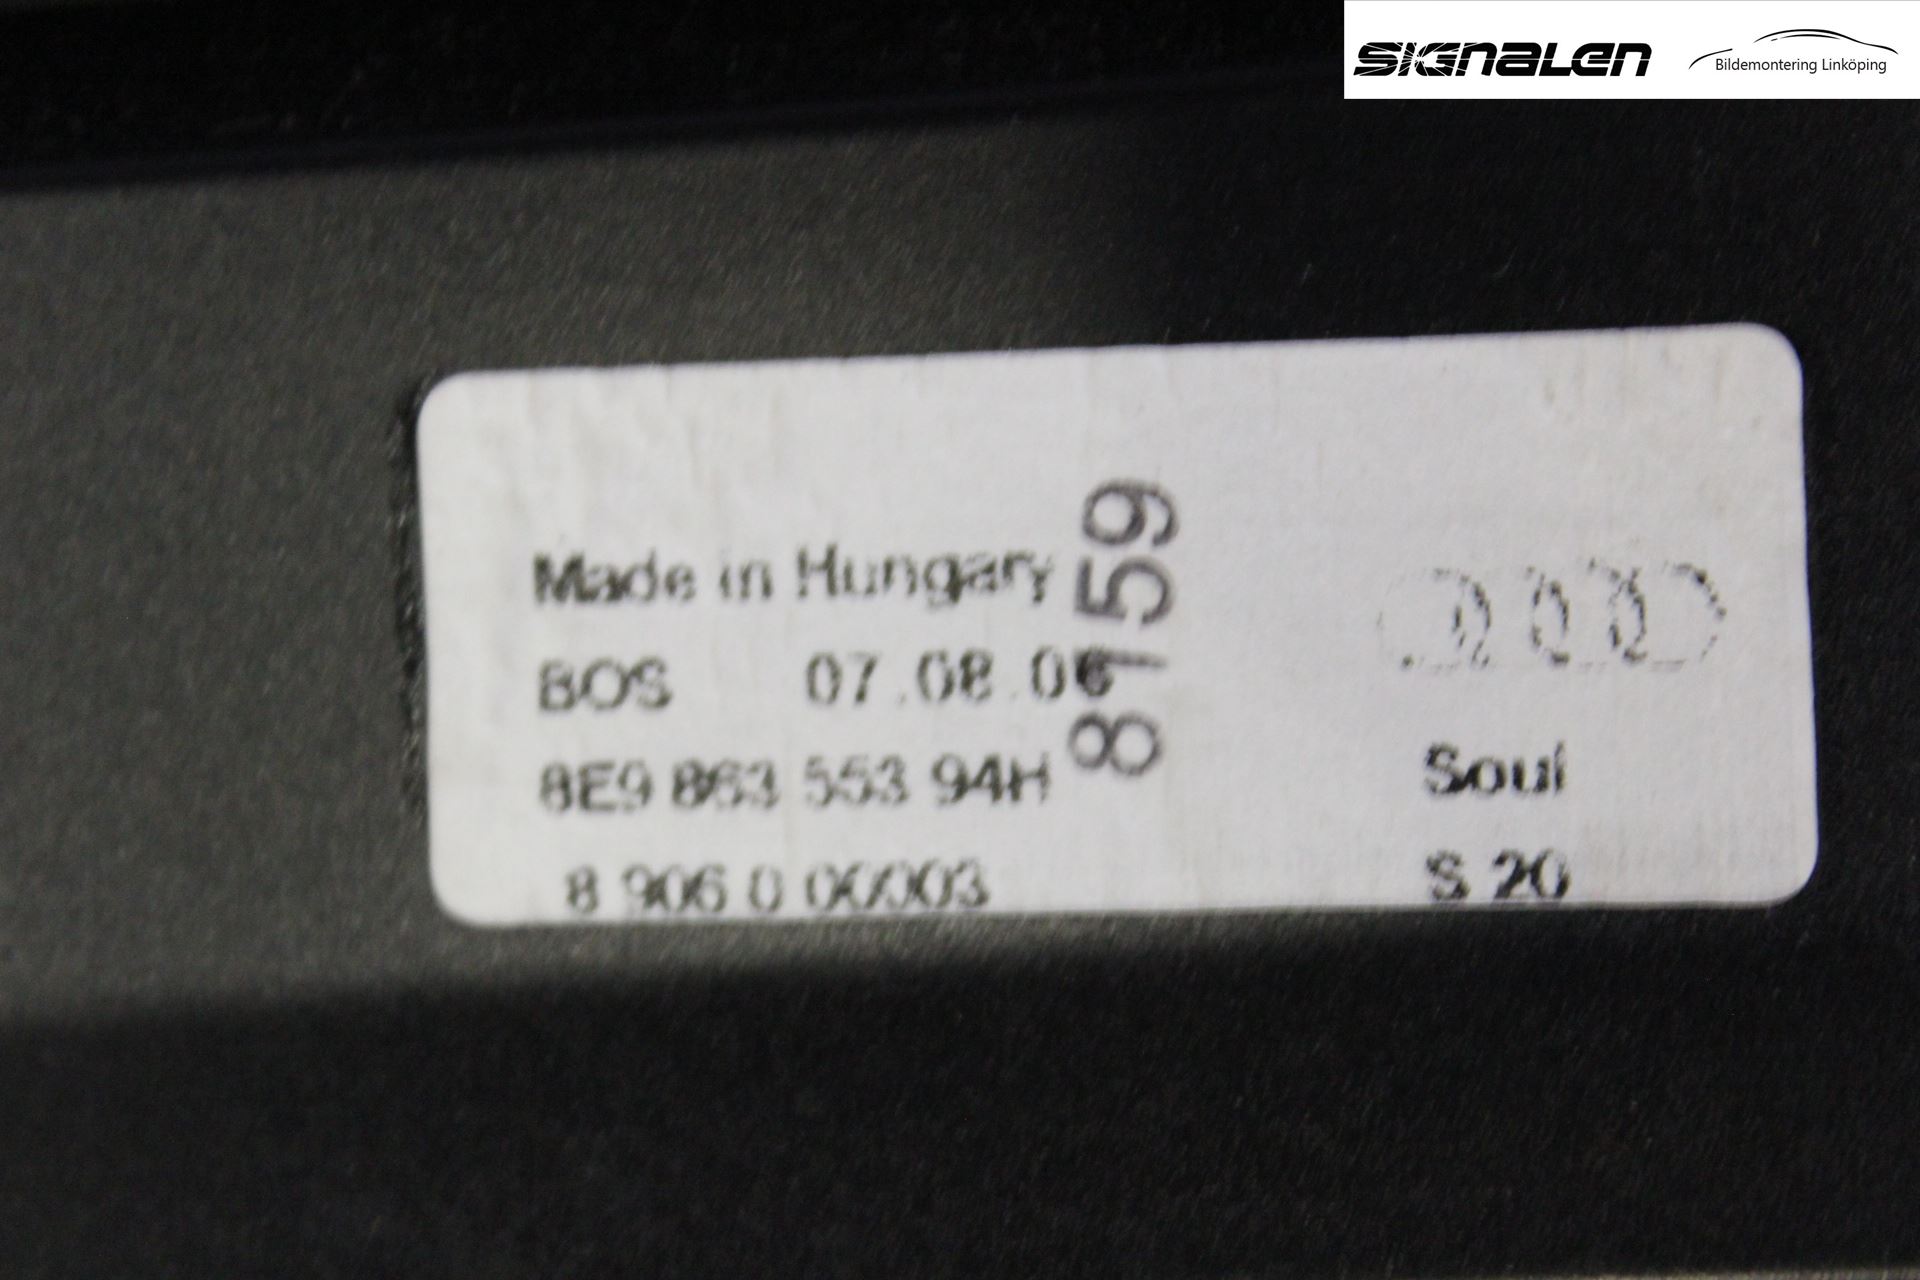 SIGNALEN
Bildemontering Linköping
Made in Hungary
BOS 07.08.06
8159
8E9 863 553 94H
Soul
8 906 0 00003
S 20